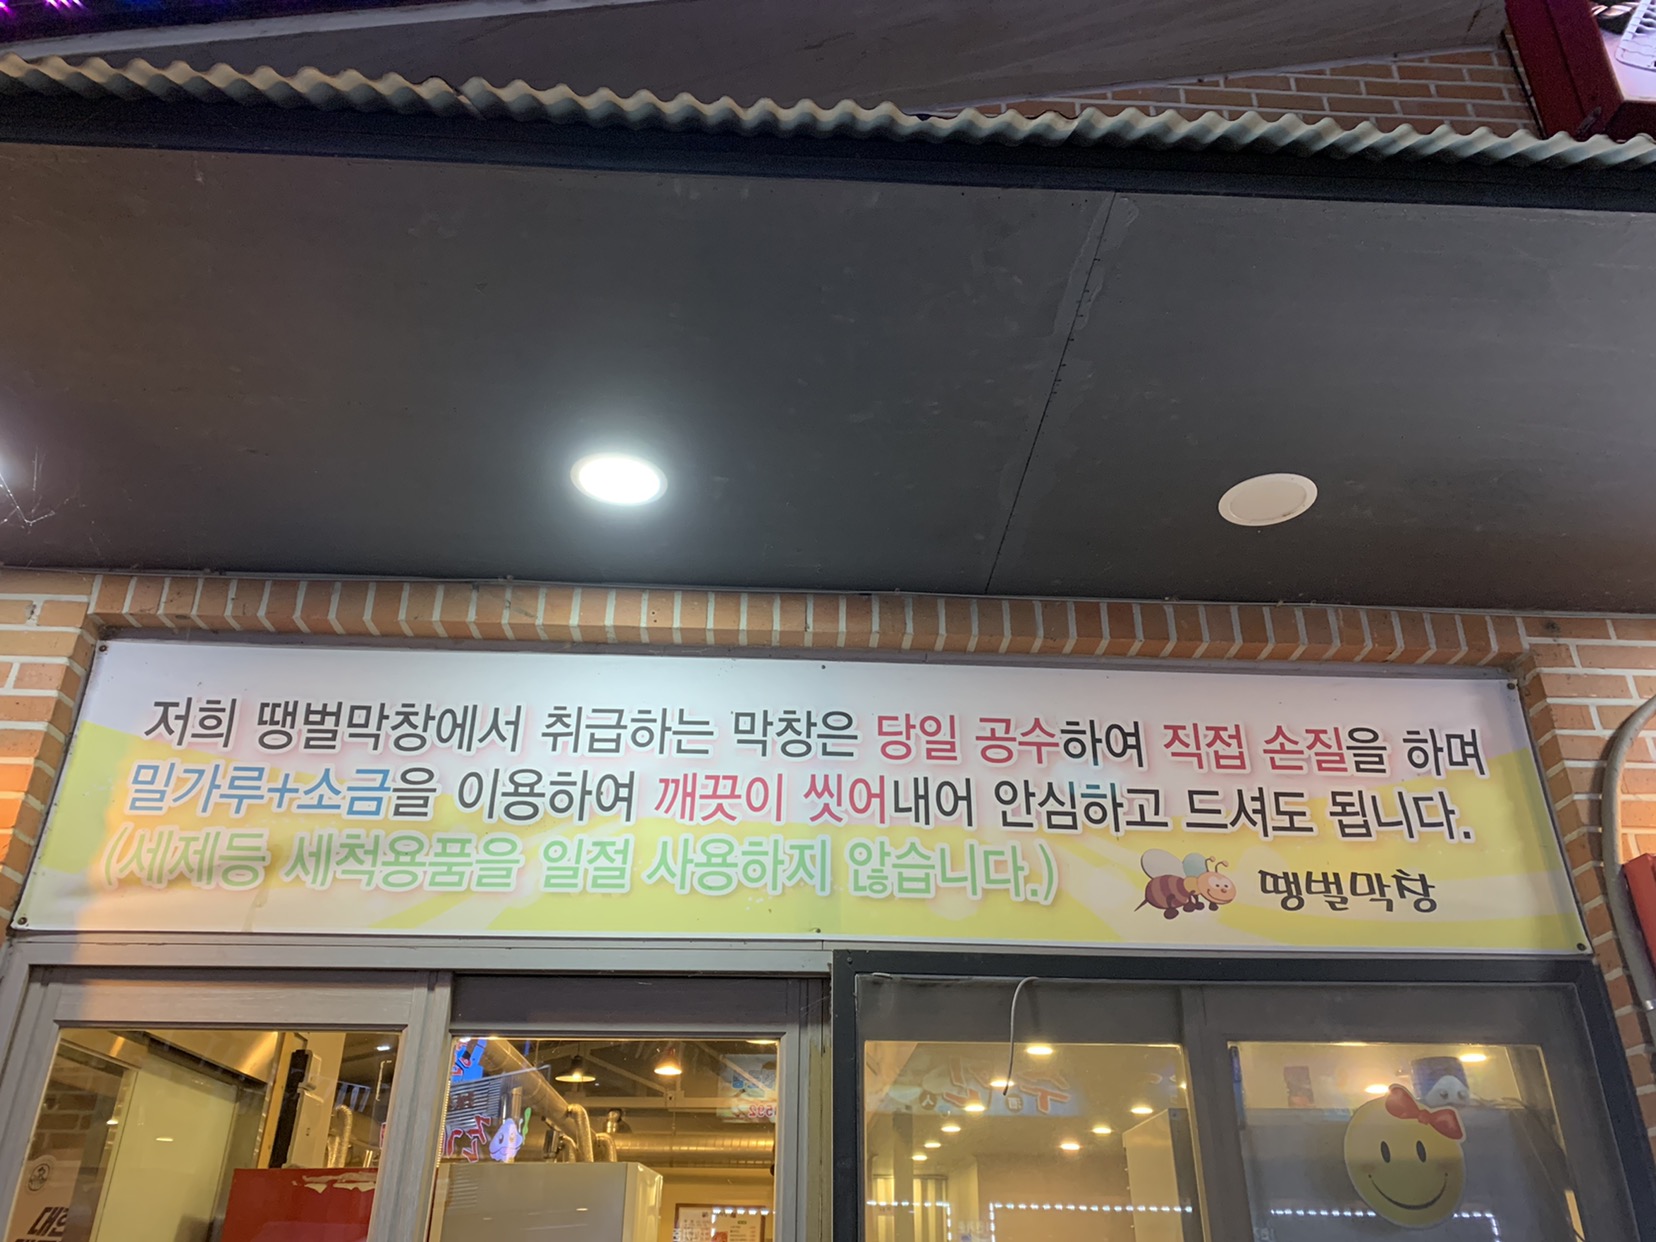 저희 땡벌막창에서 취급하는 막창은 당일 공수하여 직접 손질을 하며
밀가루+소금을 이용하여 깨끗이 씻어내어 안심하고 드셔도 됩니다.
(세제등 세척용품을 일절 사용하지 않습니다.)
땡벌막창